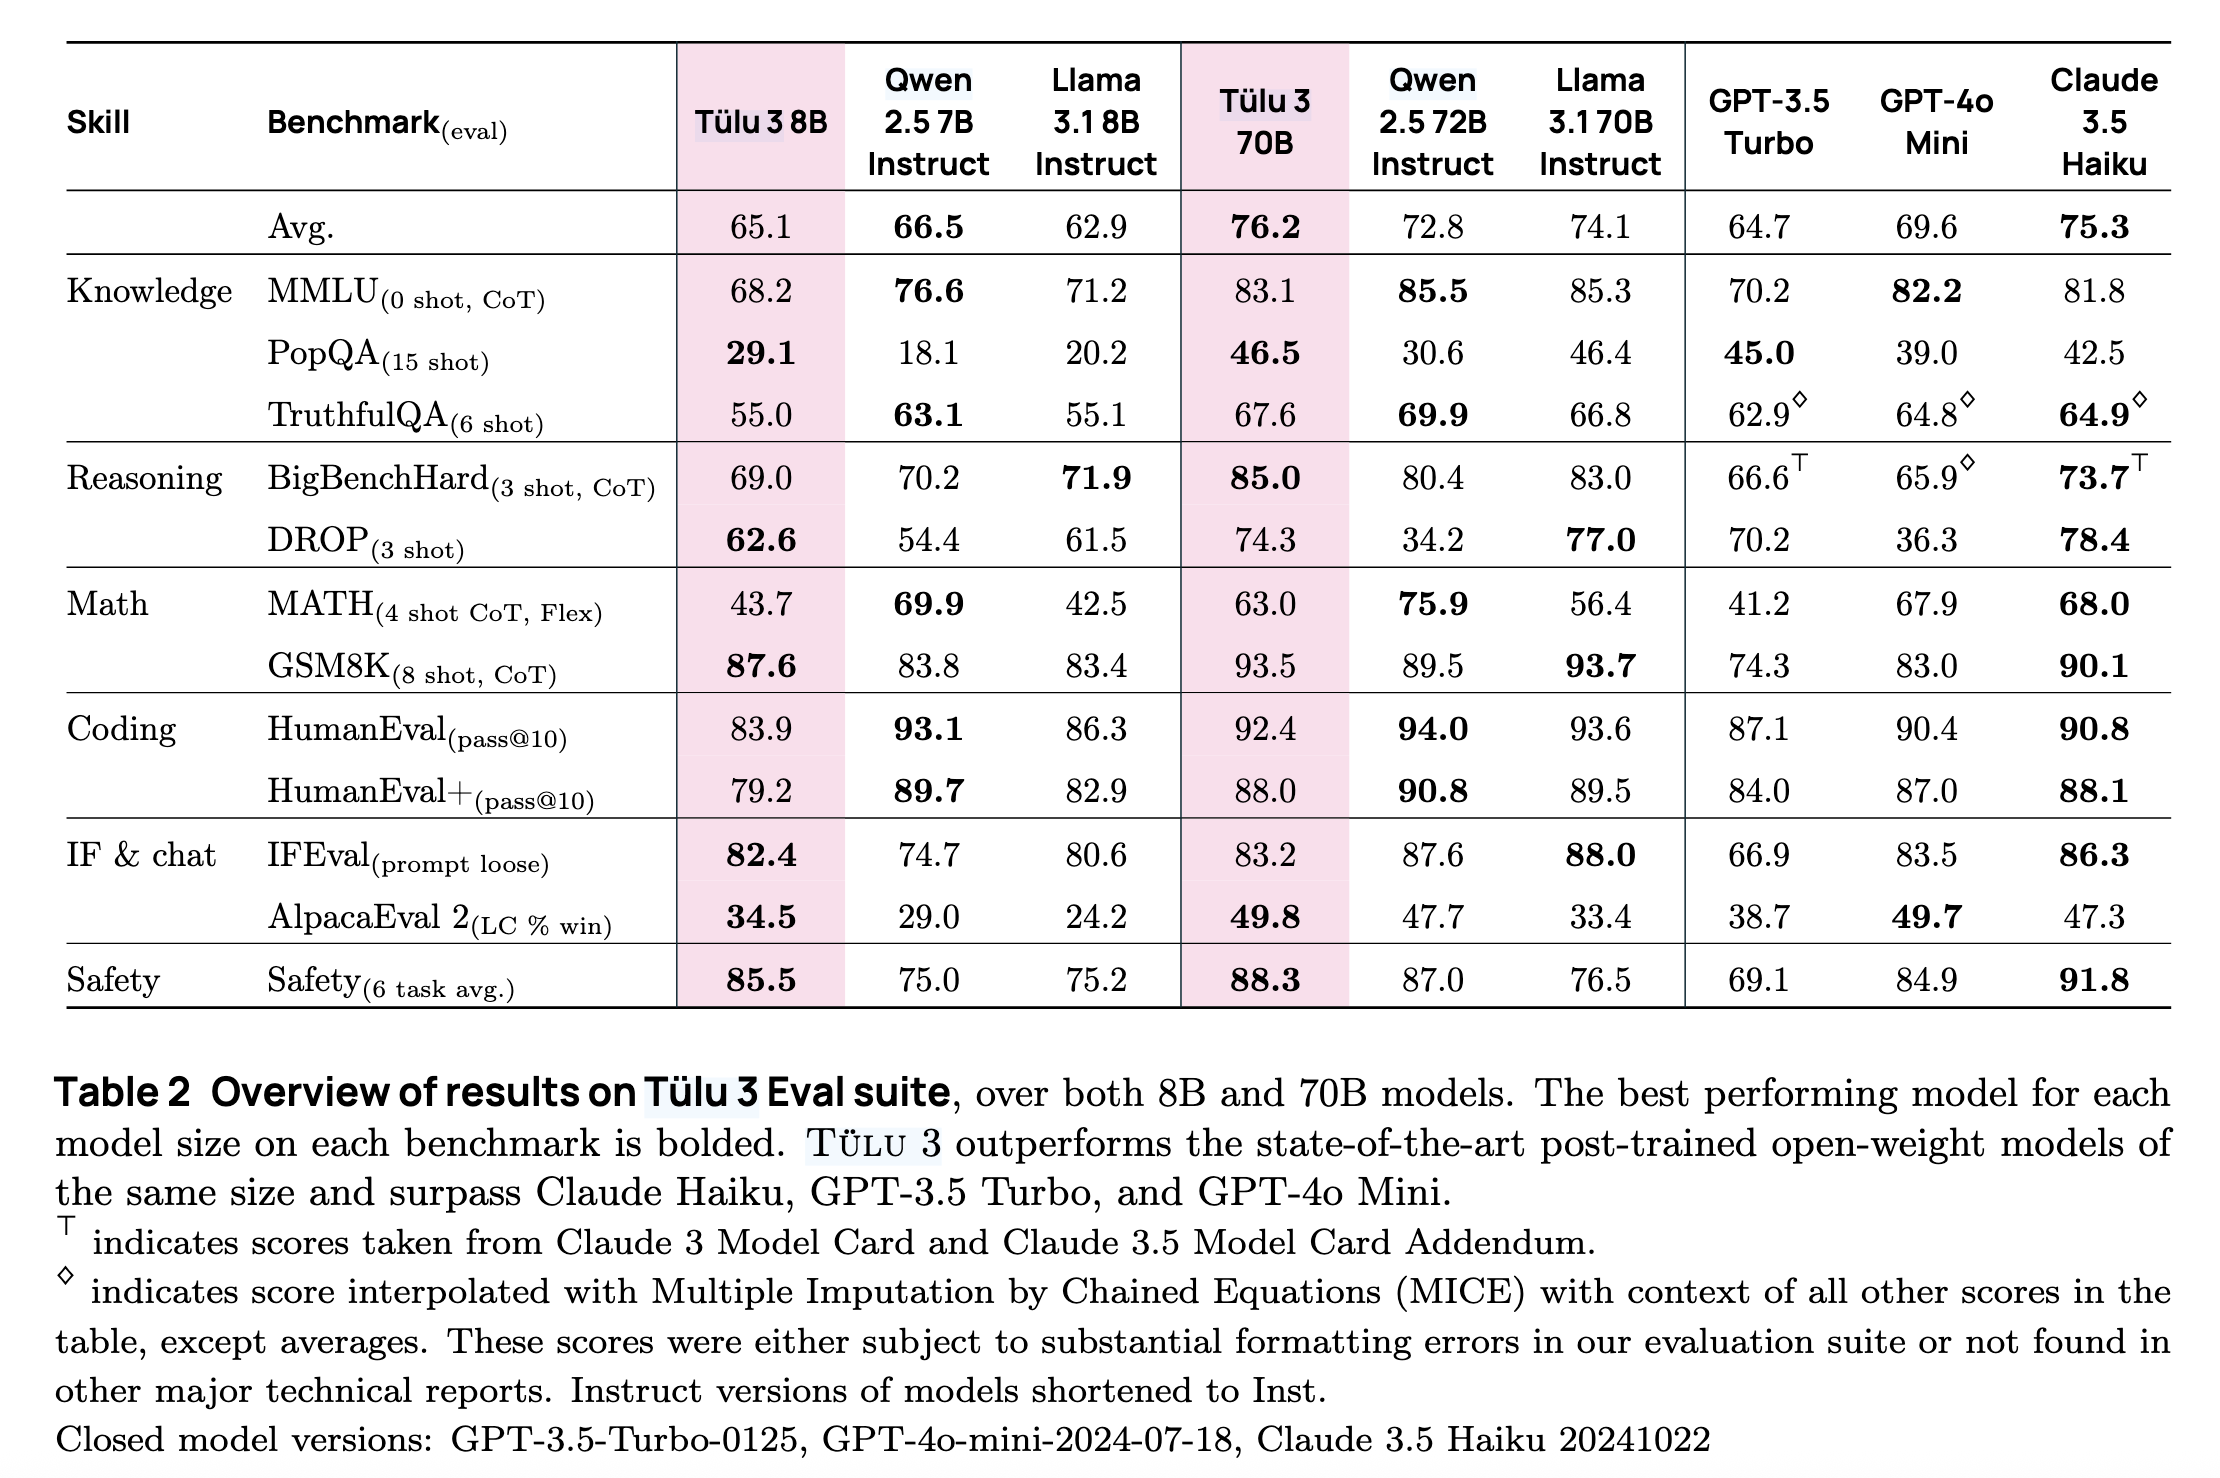 Skill Benchmark(eval) Tülu 3 8B Qwen 2.5 7B Instruct Llama 3.1 8B Instruct Tülu 3 70B Qwen 2.5 72B Instruct Llama 3.1 70B Instruct GPT-3.5 Turbo GPT-4o Mini Claude 3.5 Haiku
Avg. 65.1 66.5 62.9 76.2 72.8 74.1 64.7 69.6 75.3
Knowledge MMLU(0 shot, CoT) 68.2 76.6 71.2 83.1 85.5 85.3 70.2 82.2 81.8
PopQA(15 shot) 29.1 18.1 20.2 46.5 30.6 46.4 45.0 39.0 42.5
TruthfulQA(6 shot) 55.0 63.1 55.1 67.6 69.9 66.8 62.9◇ 64.8◇ 64.9◇
Reasoning BigBenchHard(3 shot, CoT) 69.0 70.2 71.9 85.0 80.4 83.0 66.6⊤ 65.9◇ 73.7⊤
DROP(3 shot) 62.6 54.4 61.5 74.3 34.2 77.0 70.2 36.3 78.4
Math MATH(4 shot CoT, Flex) 43.7 69.9 42.5 63.0 75.9 56.4 41.2 67.9 68.0
GSM8K(8 shot, CoT) 87.6 83.8 83.4 93.5 89.5 93.7 74.3 83.0 90.1
Coding HumanEval(pass@10) 83.9 93.1 86.3 92.4 94.0 93.6 87.1 90.4 90.8
HumanEval+(pass@10) 79.2 89.7 82.9 88.0 90.8 89.5 84.0 87.0 88.1
IF & chat IFEval(prompt loose) 82.4 74.7 80.6 83.2 87.6 88.0 66.9 83.5 86.3
AlpacaEval 2(LC % win) 34.5 29.0 24.2 49.8 47.7 33.4 38.7 49.7 47.3
Safety Safety(6 task avg.) 85.5 75.0 75.2 88.3 87.0 76.5 69.1 84.9 91.8
Table 2 Overview of results on Tülu 3 Eval suite, over both 8B and 70B models. The best performing model for each
model size on each benchmark is bolded. TÜLU 3 outperforms the state-of-the-art post-trained open-weight models of
the same size and surpass Claude Haiku, GPT-3.5 Turbo, and GPT-4o Mini.
⊤ indicates scores taken from Claude 3 Model Card and Claude 3.5 Model Card Addendum.
◇ indicates score interpolated with Multiple Imputation by Chained Equations (MICE) with context of all other scores in the
table, except averages. These scores were either subject to substantial formatting errors in our evaluation suite or not found in
other major technical reports. Instruct versions of models shortened to Inst.
Closed model versions: GPT-3.5-Turbo-0125, GPT-4o-mini-2024-07-18, Claude 3.5 Haiku 20241022